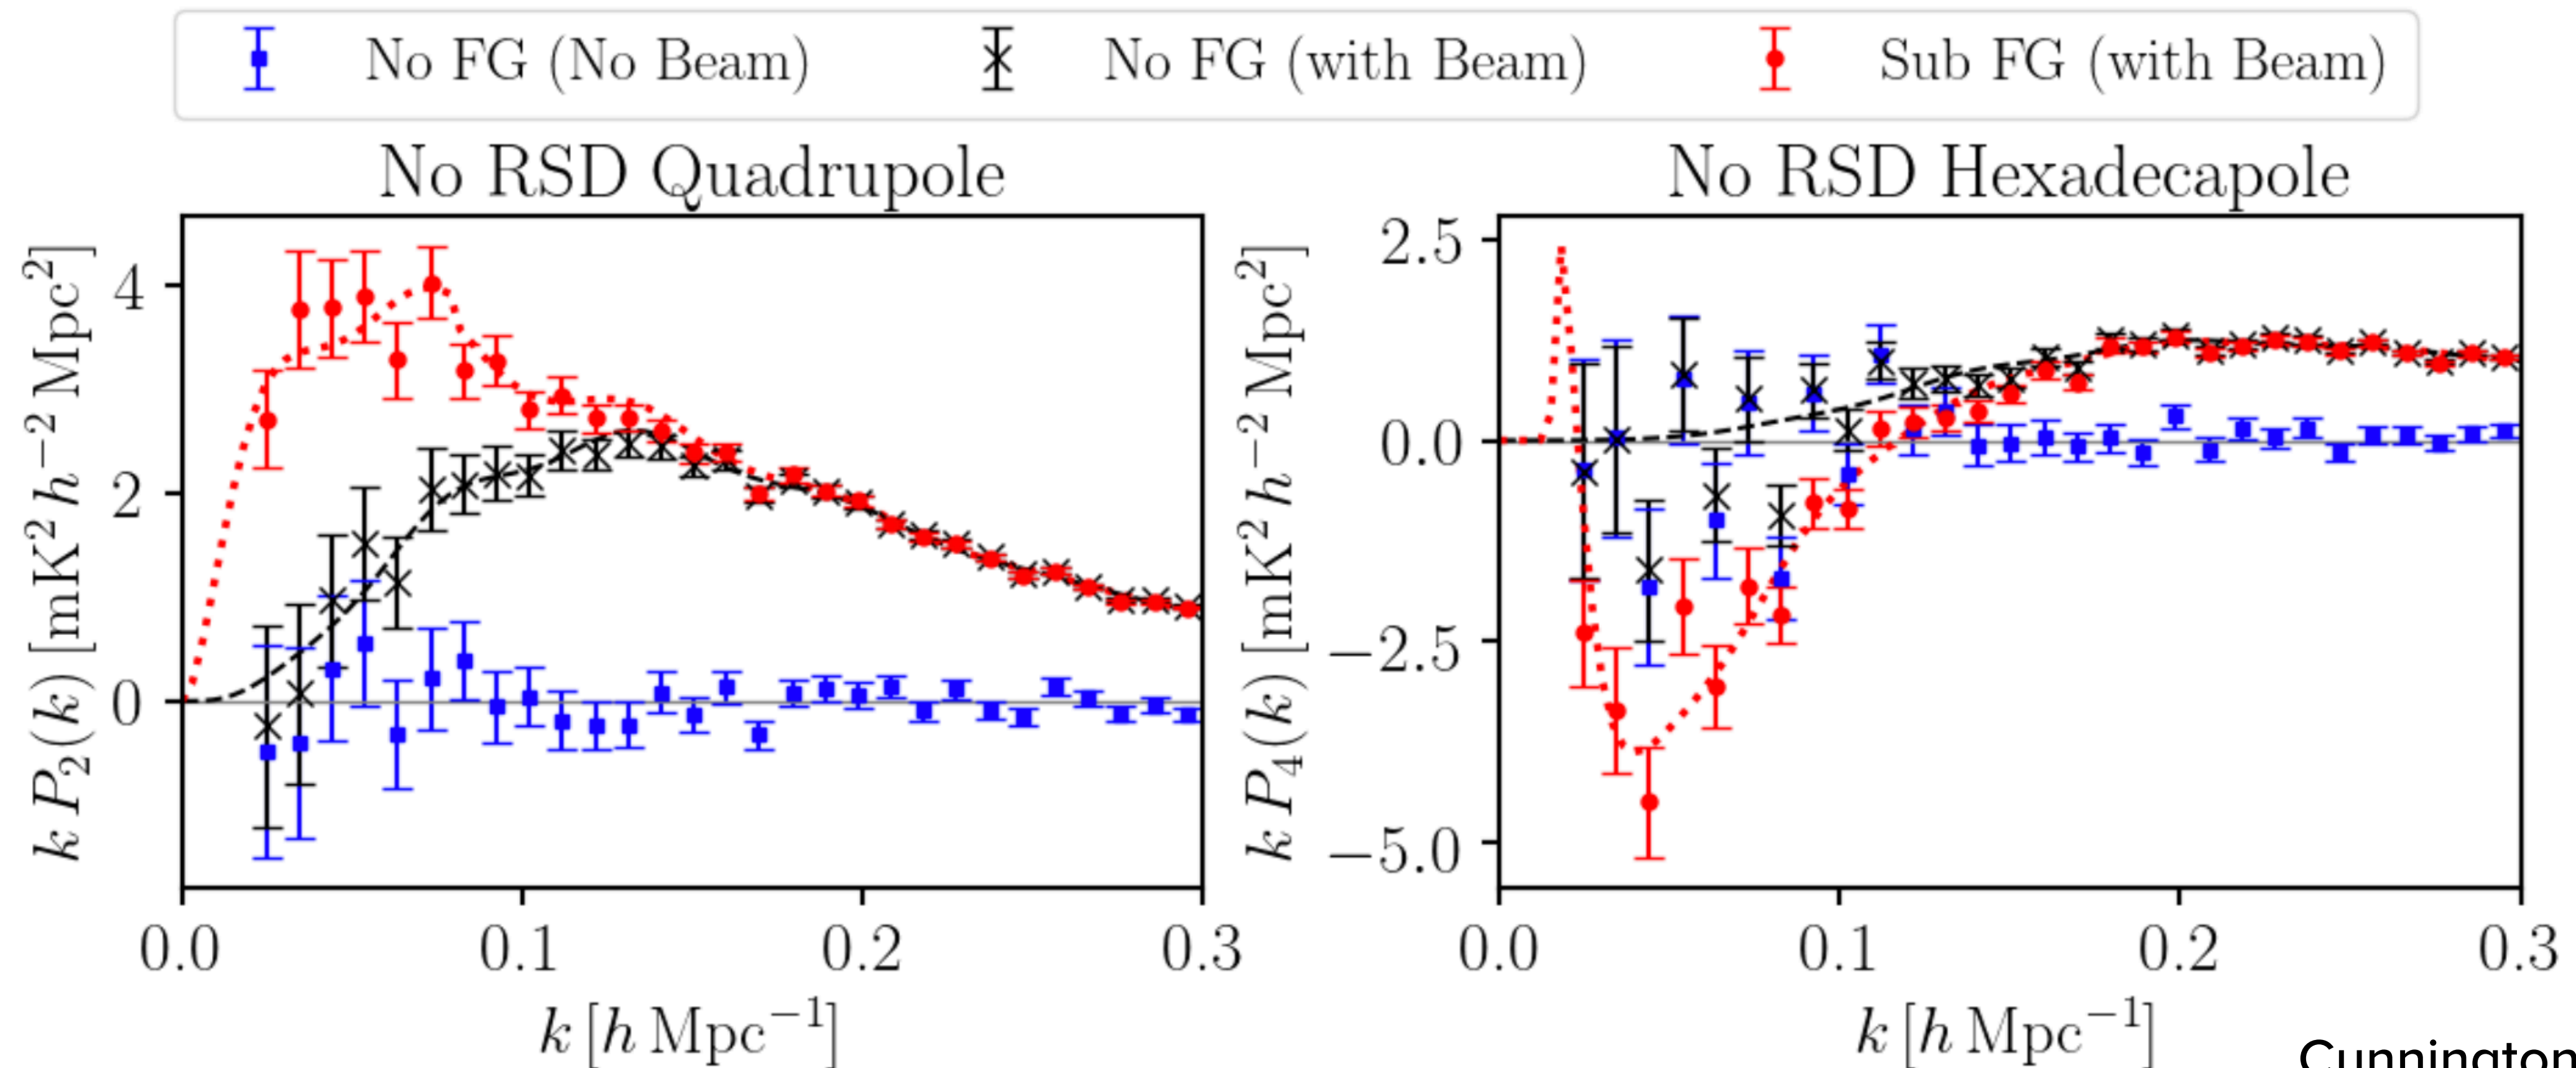 No FG (No Beam) No FG (with Beam) Sub FG (with Beam)
No RSD Quadrupole
k P₂(k) [mK² h⁻² Mpc²]
4
2
0
0.0 0.1 0.2 0.3
k [h Mpc⁻¹]
No RSD Hexadecapole
k P₄(k) [mK² h⁻² Mpc²]
2.5
0.0
−2.5
−5.0
0.0 0.1 0.2 0.3
k [h Mpc⁻¹]